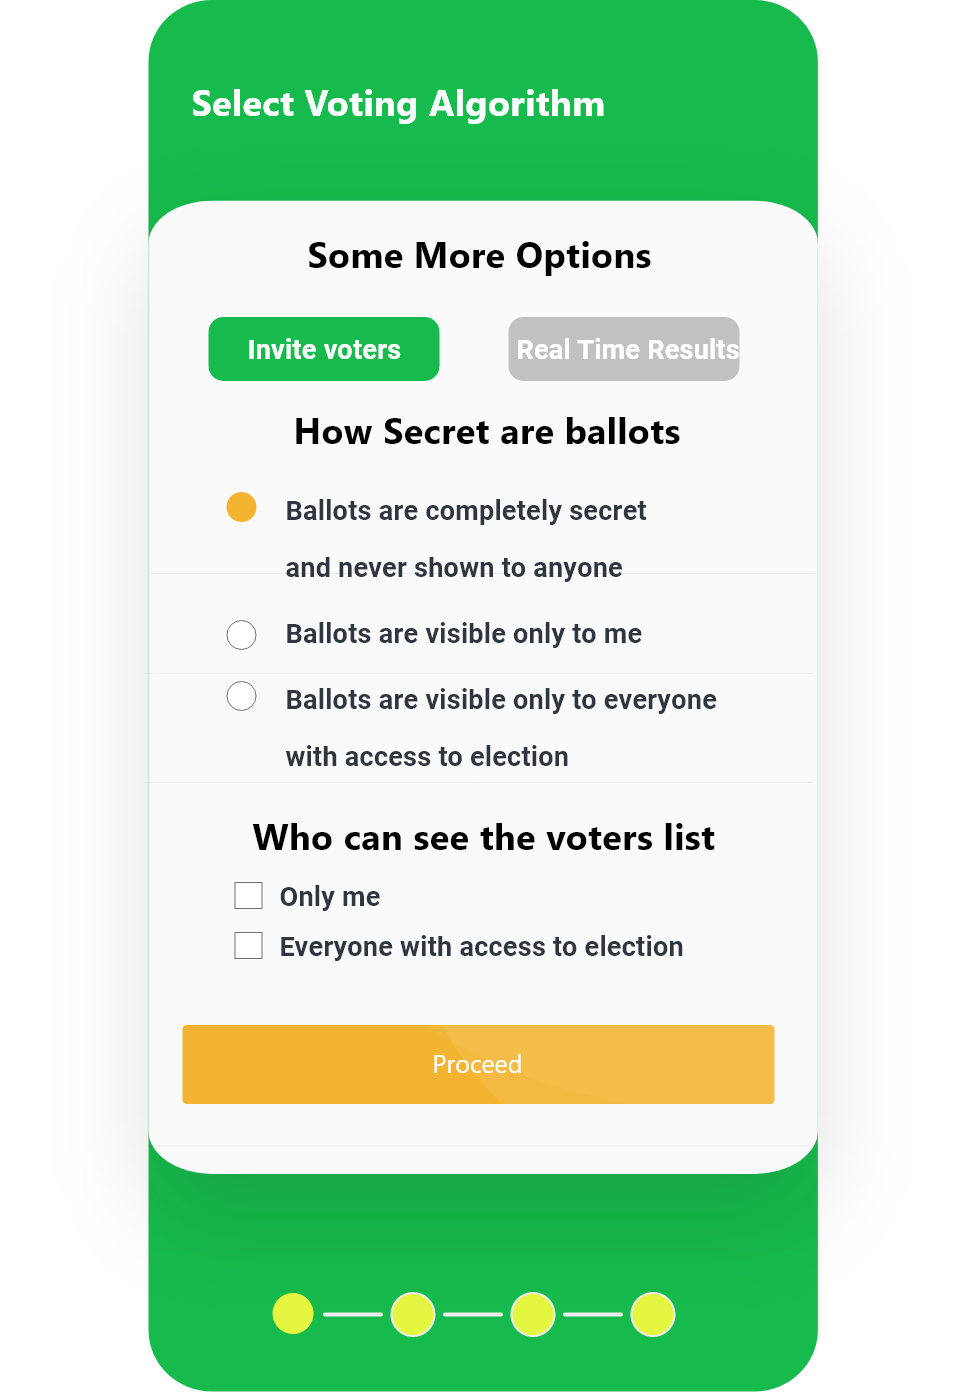 Select Voting Algorithm
Some More Options
Invite voters
Real Time Results
How Secret are ballots
Ballots are completely secret
and never shown to anyone
Ballots are visible only to me
Ballots are visible only to everyone
with access to election
Who can see the voters list
Only me
Everyone with access to election
Proceed